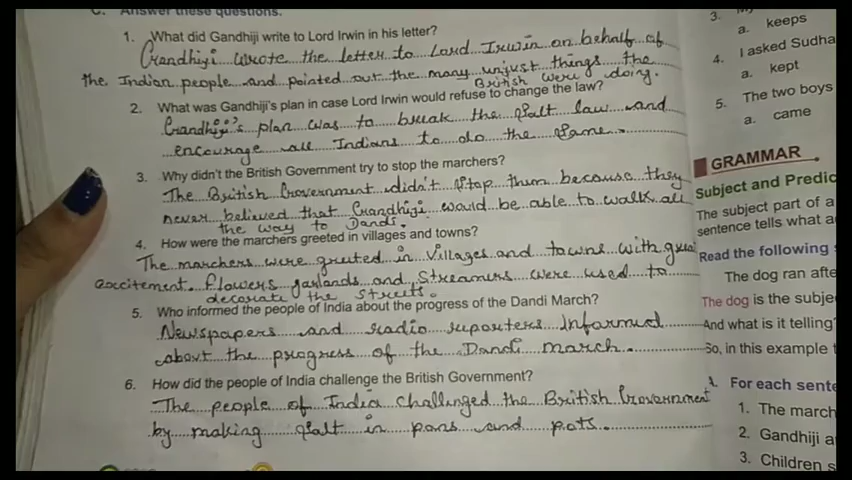 C. Answer these questions.
1. What did Gandhiji write to Lord Irwin in his letter?
Gandhiji wrote the letter to Lord Irwin on behalf of
the Indian people and pointed out the many unjust things the
British were doing.
2. What was Gandhiji's plan in case Lord Irwin would refuse to change the law?
Gandhiji's plan was to break the Salt law and
encourage all Indians to do the same.
3. Why didn't the British Government try to stop the marchers?
The British Government didn't stop them because they
never believed that Gandhiji would be able to walk all
the way to Dandi.
4. How were the marchers greeted in villages and towns?
The marchers were greeted in villages and towns with great
excitement. flowers garlands and streamers were used to
decorate the streets.
5. Who informed the people of India about the progress of the Dandi March?
Newspapers and radio reporters informed
about the progress of the Dandi march.
6. How did the people of India challenge the British Government?
The people of India challenged the British Government
by making salt in pans and pots.
3.
a. keeps
4. I asked Sudha
a. kept
5. The two boys
a. came
GRAMMAR
Subject and Predic
The subject part of a
sentence tells what a
Read the following
The dog ran afte
The dog is the subje
And what is it telling
So, in this example
A. For each sente
1. The march
2. Gandhiji a
3. Children s